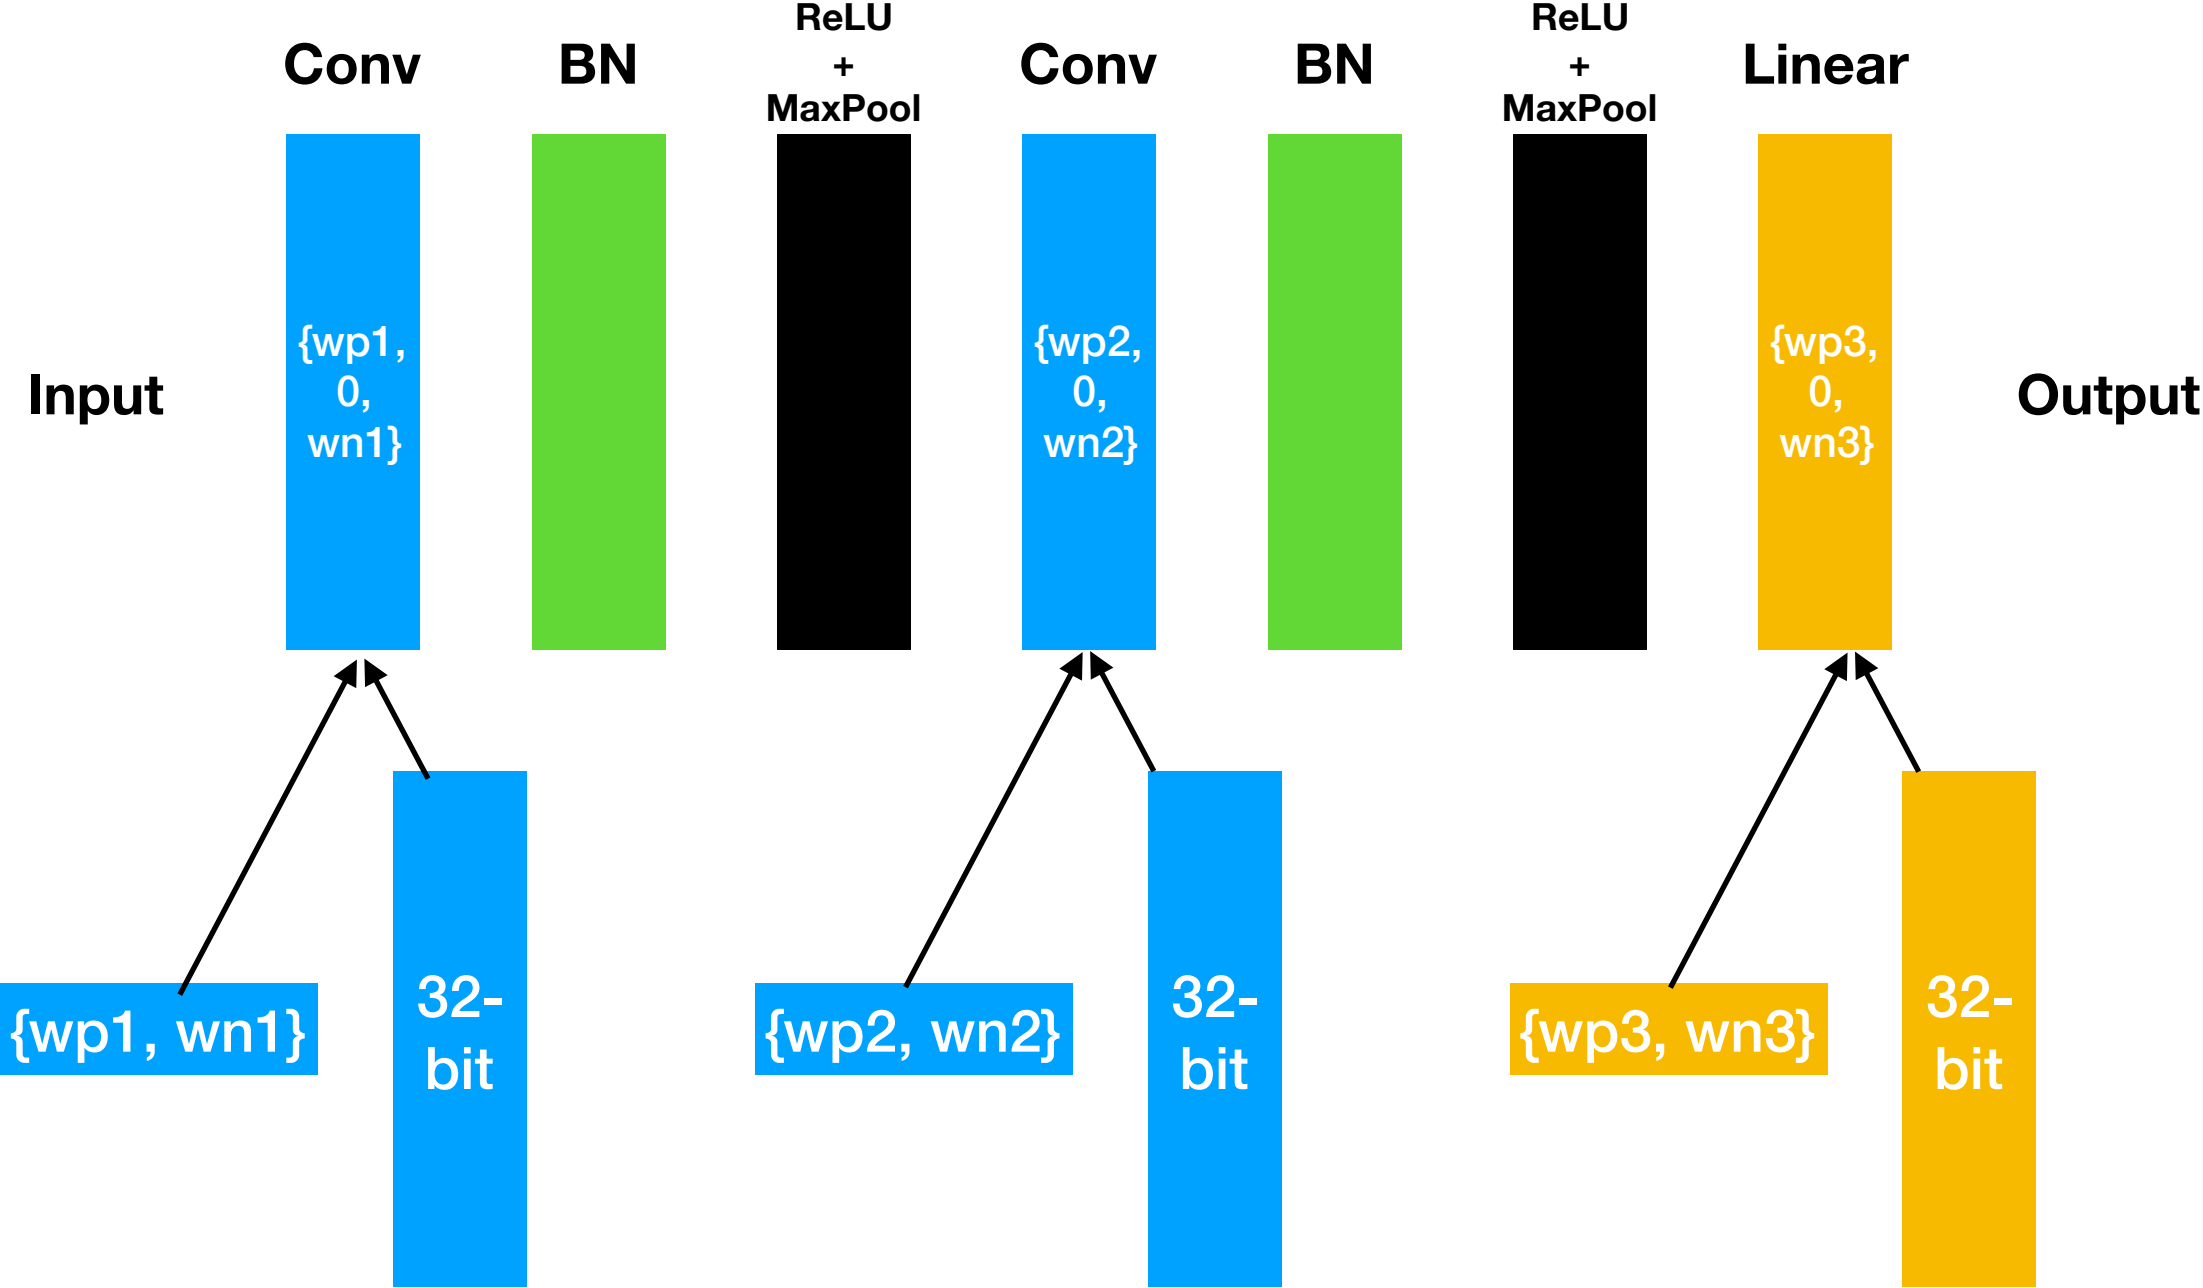 ReLU
+
MaxPool
ReLU
+
MaxPool
Conv
BN
Conv
BN
Linear
Input
{wp1,
0,
wn1}
{wp2,
0,
wn2}
{wp3,
0,
wn3}
Output
{wp1, wn1}
32-
bit
{wp2, wn2}
32-
bit
{wp3, wn3}
32-
bit